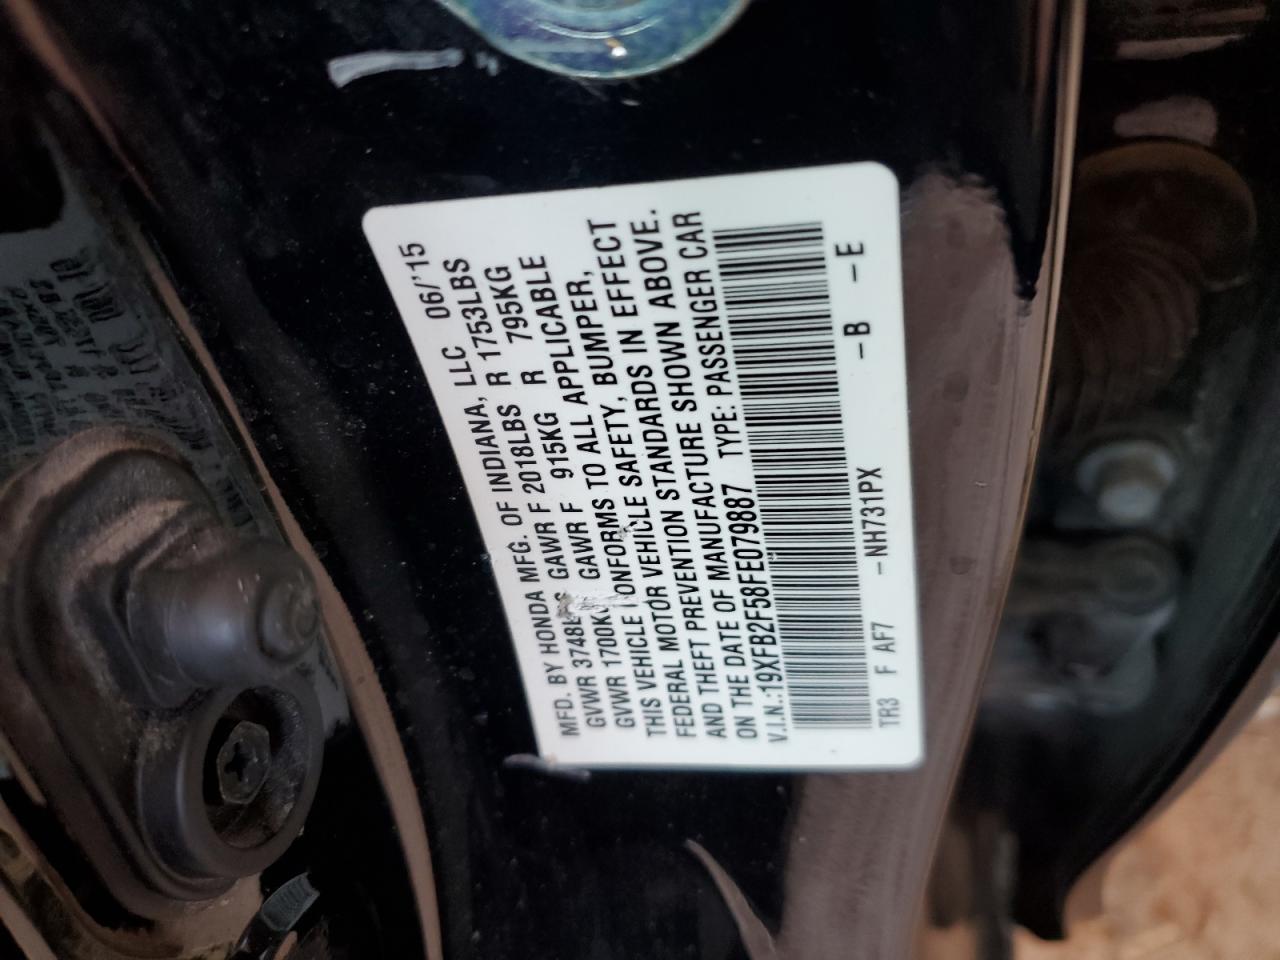 MFD. BY HONDA MFG. OF INDIANA, LLC 06/'15
GVWR 3748LBS GAWR F 2018LBS R 1753LBS
GVWR 1700KG GAWR F 915KG R 795KG
THIS VEHICLE CONFORMS TO ALL APPLICABLE
FEDERAL MOTOR VEHICLE SAFETY, BUMPER,
AND THEFT PREVENTION STANDARDS IN EFFECT
ON THE DATE OF MANUFACTURE SHOWN ABOVE.
V.I.N.:19XFB2F58FE079887 TYPE: PASSENGER CAR
TR3 F AF7 -NH731PX -B -E